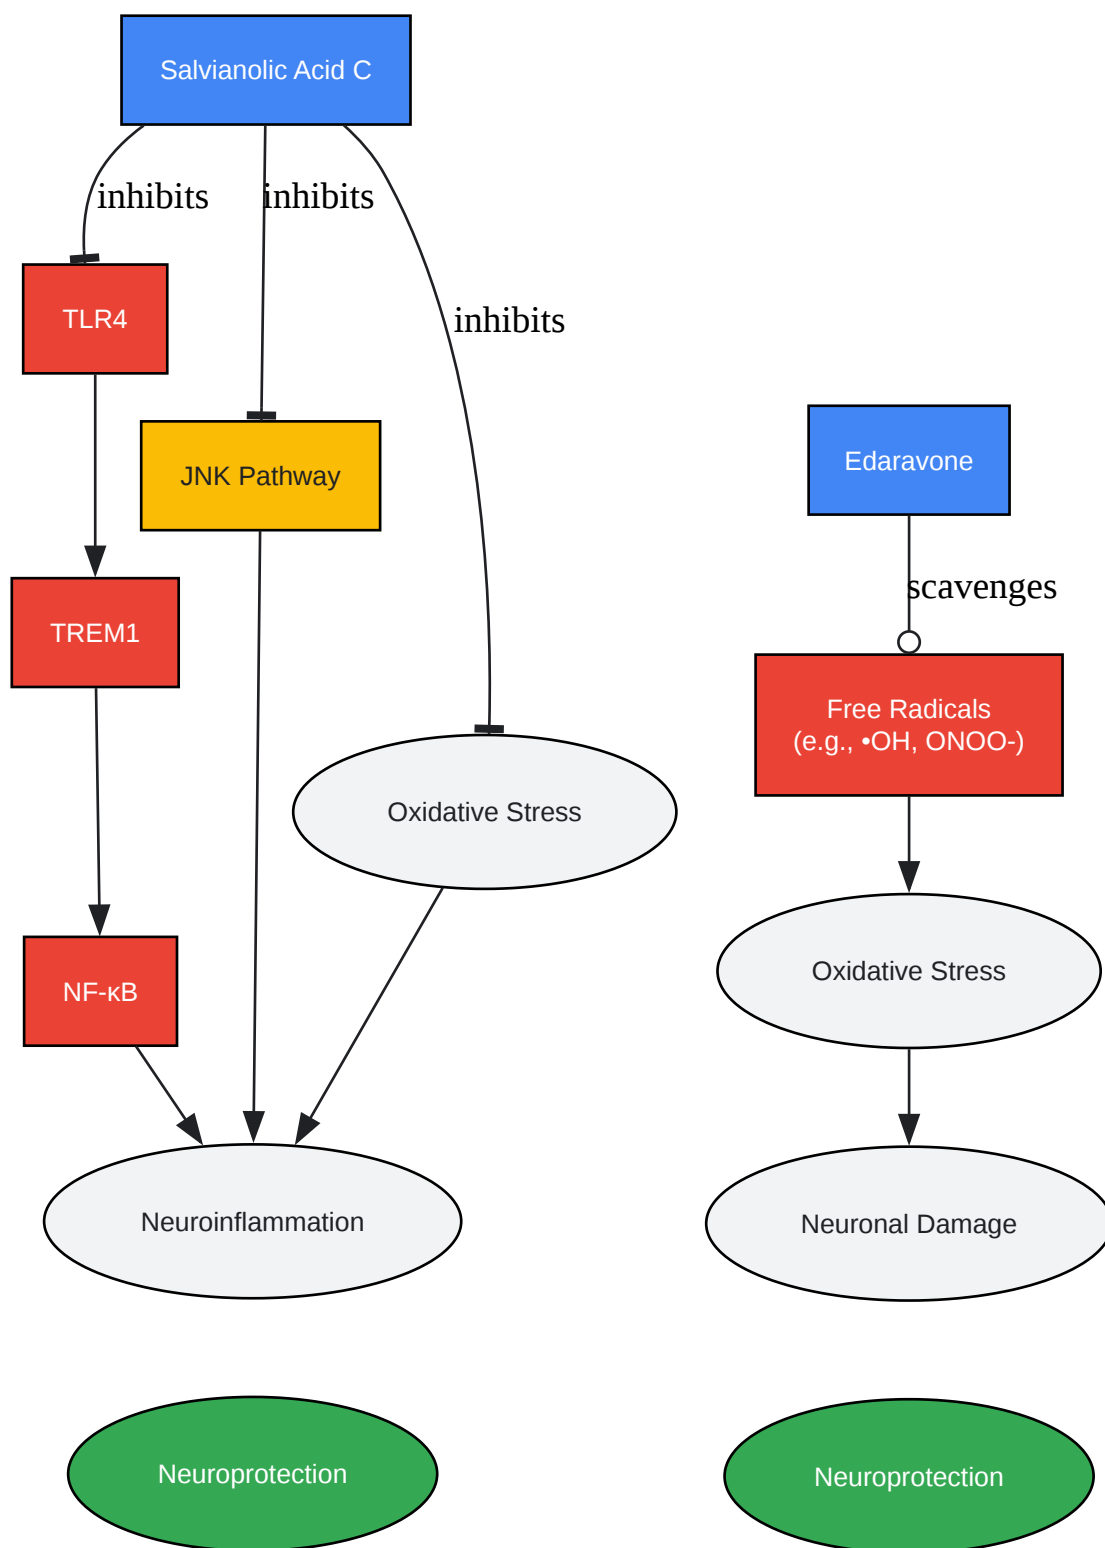 Salvianolic Acid C
inhibits
inhibits
inhibits
TLR4
JNK Pathway
TREM1
Oxidative Stress
NF-κB
Neuroinflammation
Neuroprotection
Edaravone
scavenges
Free Radicals
(e.g., •OH, ONOO-)
Oxidative Stress
Neuronal Damage
Neuroprotection